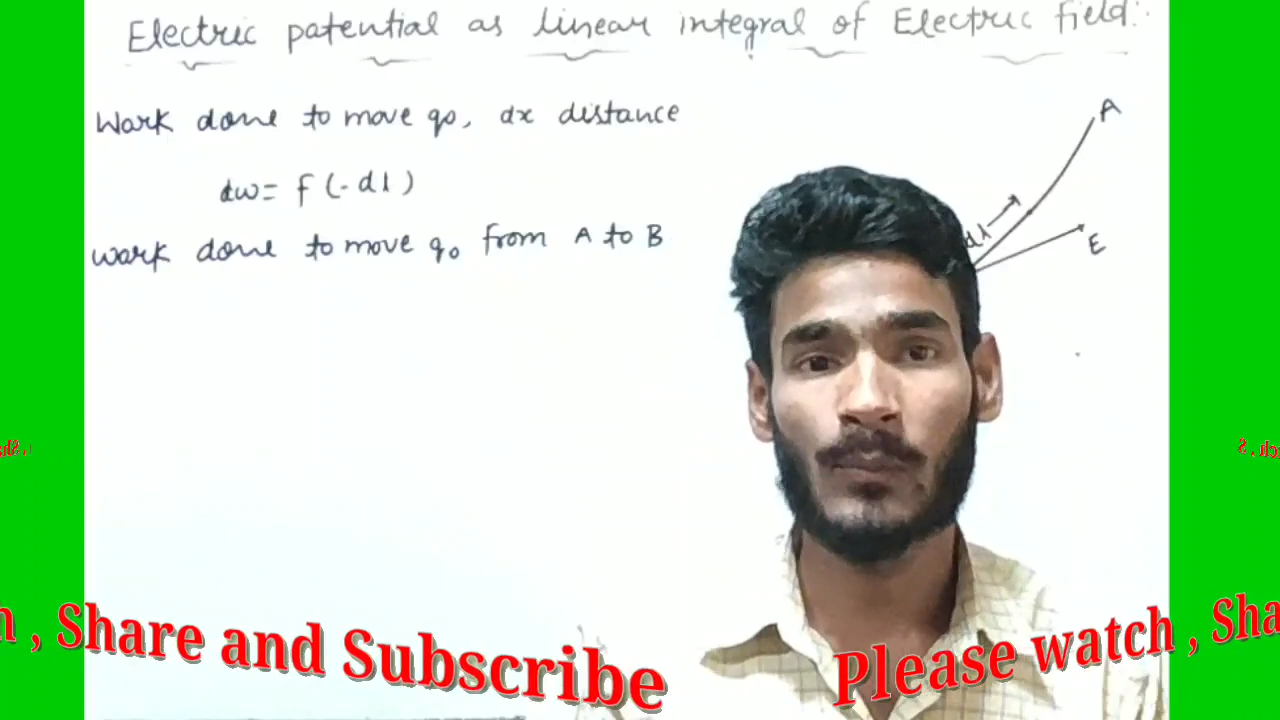 Electric potential as linear integral of Electric field:
Work done to move q₀, dx distance
dw= f (- dl)
work done to move q₀ from A to B
A
dl
E
Share and Subscribe
Please watch , Sha